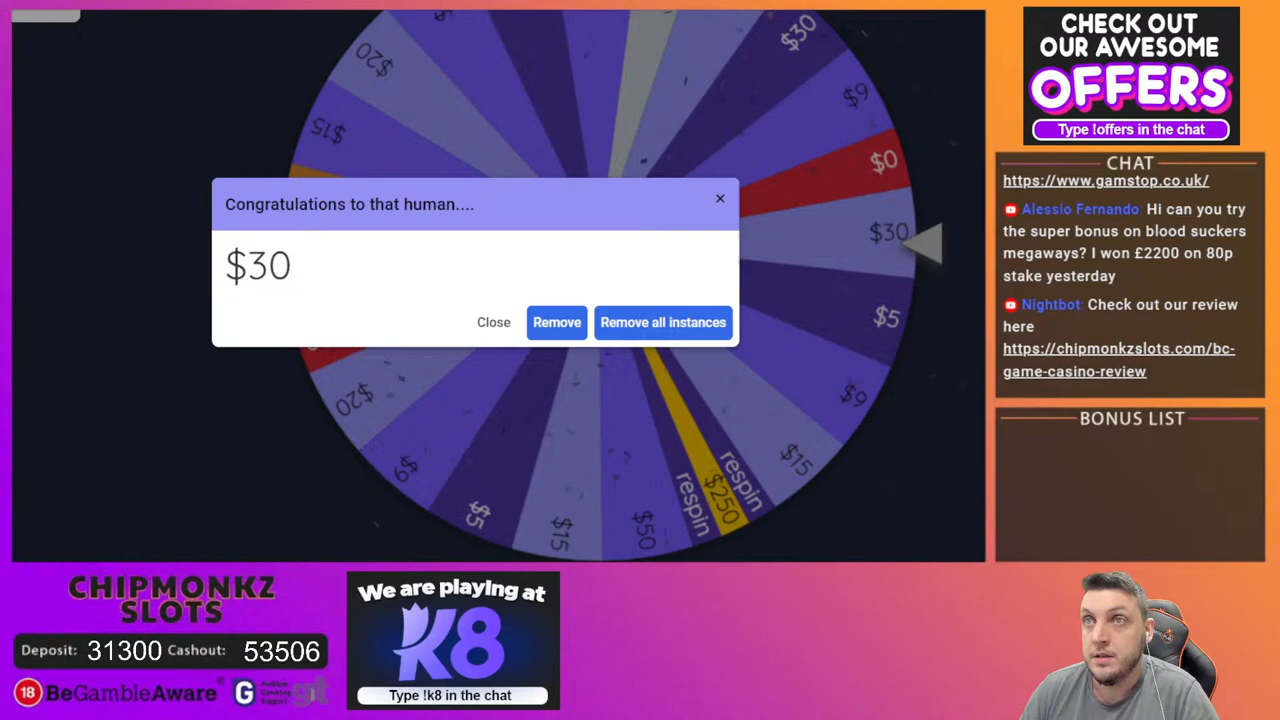 $20
$15
$30
$9
$0
$30
$5
$9
$15
respin
$250
respin
$50
$15
$5
$9
$20
Congratulations to that human....
×
$30
Close
Remove
Remove all instances
CHECK OUT
OUR AWESOME
OFFERS
Type !offers in the chat
CHAT
https://www.gamstop.co.uk/
Alessio Fernando: Hi can you try
the super bonus on blood suckers
megaways? I won £2200 on 80p
stake yesterday
Nightbot: Check out our review
here
https://chipmonkzslots.com/bc-
game-casino-review
BONUS LIST
CHIPMONKZ
SLOTS
Deposit: 31300 Cashout: 53506
18 BeGambleAware
We are playing at
K8
Type !k8 in the chat